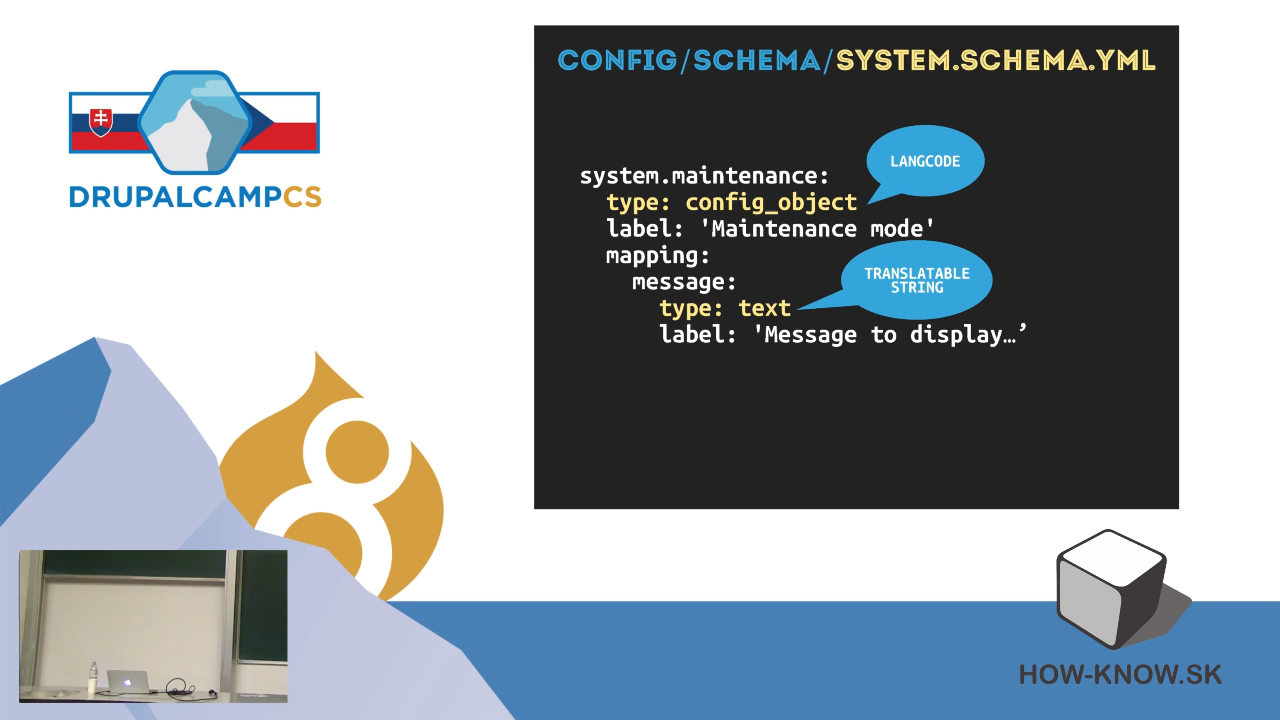 DRUPALCAMPCS
CONFIG/SCHEMA/SYSTEM.SCHEMA.YML
LANGCODE
system.maintenance:
type: config_object
label: 'Maintenance mode'
mapping:
TRANSLATABLE
STRING
message:
type: text
label: 'Message to display…’
HOW-KNOW.SK